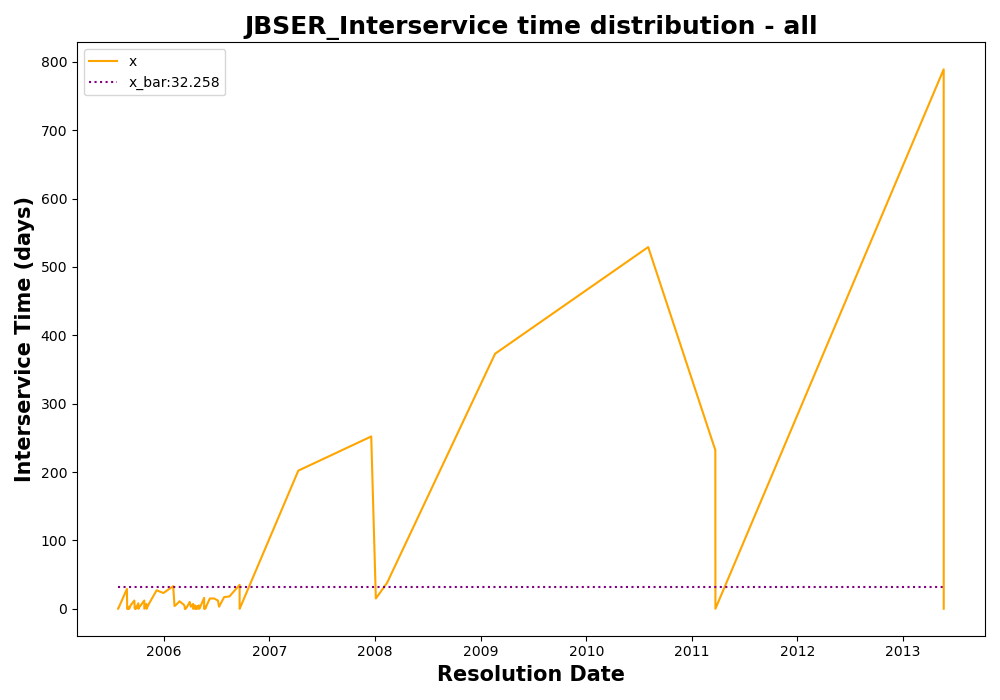 JBSER_Interservice time distribution - all
x
x_bar:32.258
Interservice Time (days)
800
700
600
500
400
300
200
100
0
2006 2007 2008 2009 2010 2011 2012 2013
Resolution Date